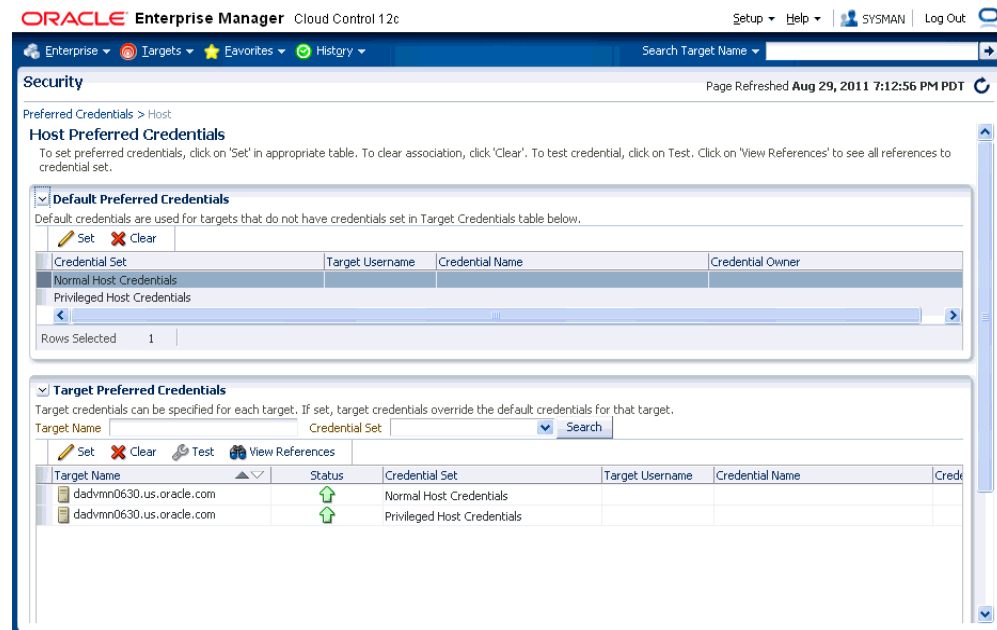 ORACLE Enterprise Manager Cloud Control 12c
Setup Help SYSMAN Log Out
Enterprise Targets Favorites History Search Target Name
Security
Page Refreshed Aug 29, 2011 7:12:56 PM PDT
Preferred Credentials > Host
Host Preferred Credentials
To set preferred credentials, click on 'Set' in appropriate table. To clear association, click 'Clear'. To test credential, click on Test. Click on 'View References' to see all references to
credential set.
Default Preferred Credentials
Default credentials are used for targets that do not have credentials set in Target Credentials table below.
Set Clear
Credential Set Target Username Credential Name Credential Owner
Normal Host Credentials
Privileged Host Credentials
Rows Selected 1
Target Preferred Credentials
Target credentials can be specified for each target. If set, target credentials override the default credentials for that target.
Target Name Credential Set Search
Set Clear Test View References
Target Name Status Credential Set Target Username Credential Name Crede
dadvmn0630.us.oracle.com Normal Host Credentials
dadvmn0630.us.oracle.com Privileged Host Credentials